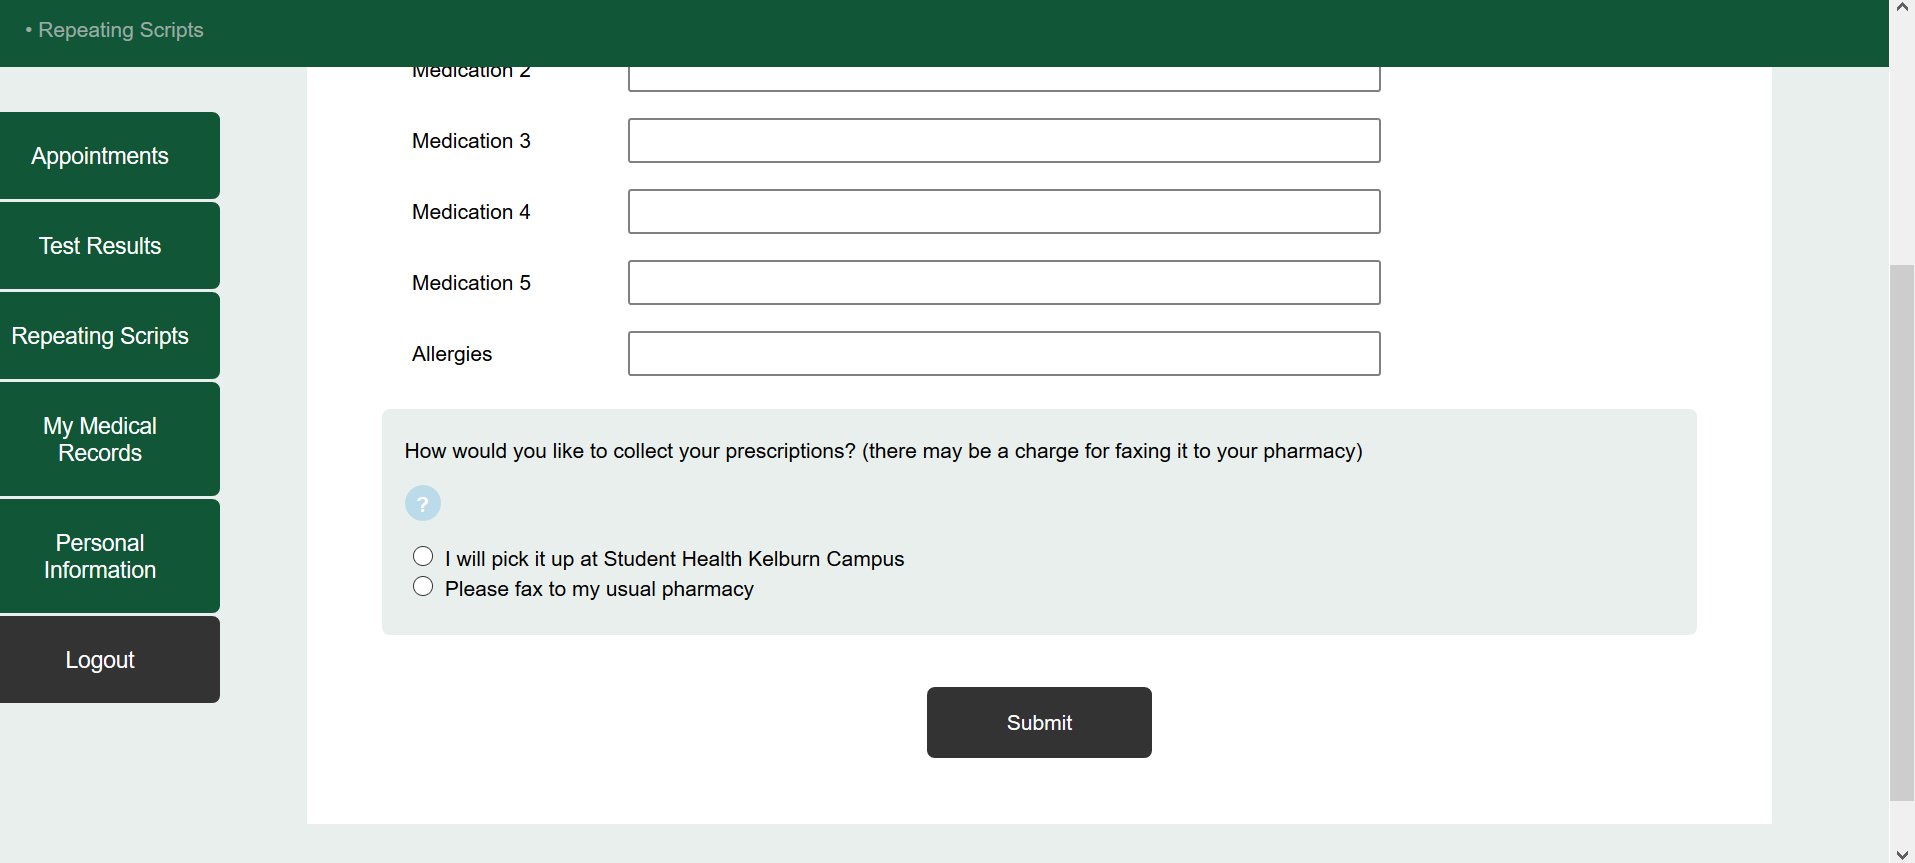 • Repeating Scripts
Medication 2
Medication 3
Medication 4
Medication 5
Allergies
Appointments
Test Results
Repeating Scripts
My Medical
Records
Personal
Information
Logout
How would you like to collect your prescriptions? (there may be a charge for faxing it to your pharmacy)
?
I will pick it up at Student Health Kelburn Campus
Please fax to my usual pharmacy
Submit